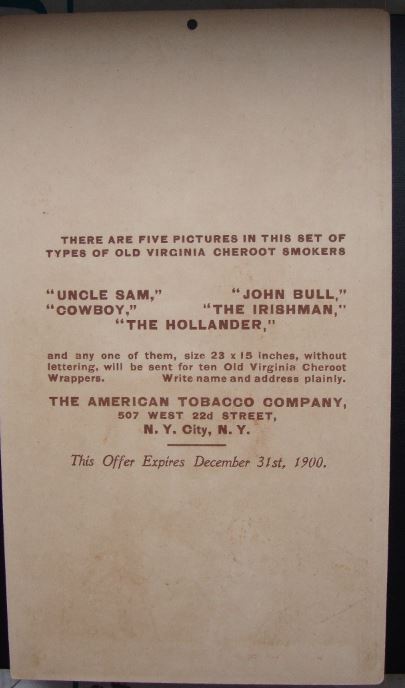 THERE ARE FIVE PICTURES IN THIS SET OF
TYPES OF OLD VIRGINIA CHEROOT SMOKERS
"UNCLE SAM," "JOHN BULL,"
"COWBOY," "THE IRISHMAN,"
"THE HOLLANDER,"
and any one of them, size 23 x 15 inches, without
lettering, will be sent for ten Old Virginia Cheroot
Wrappers. Write name and address plainly.
THE AMERICAN TOBACCO COMPANY,
507 WEST 22d STREET,
N. Y. City, N. Y.
This Offer Expires December 31st, 1900.